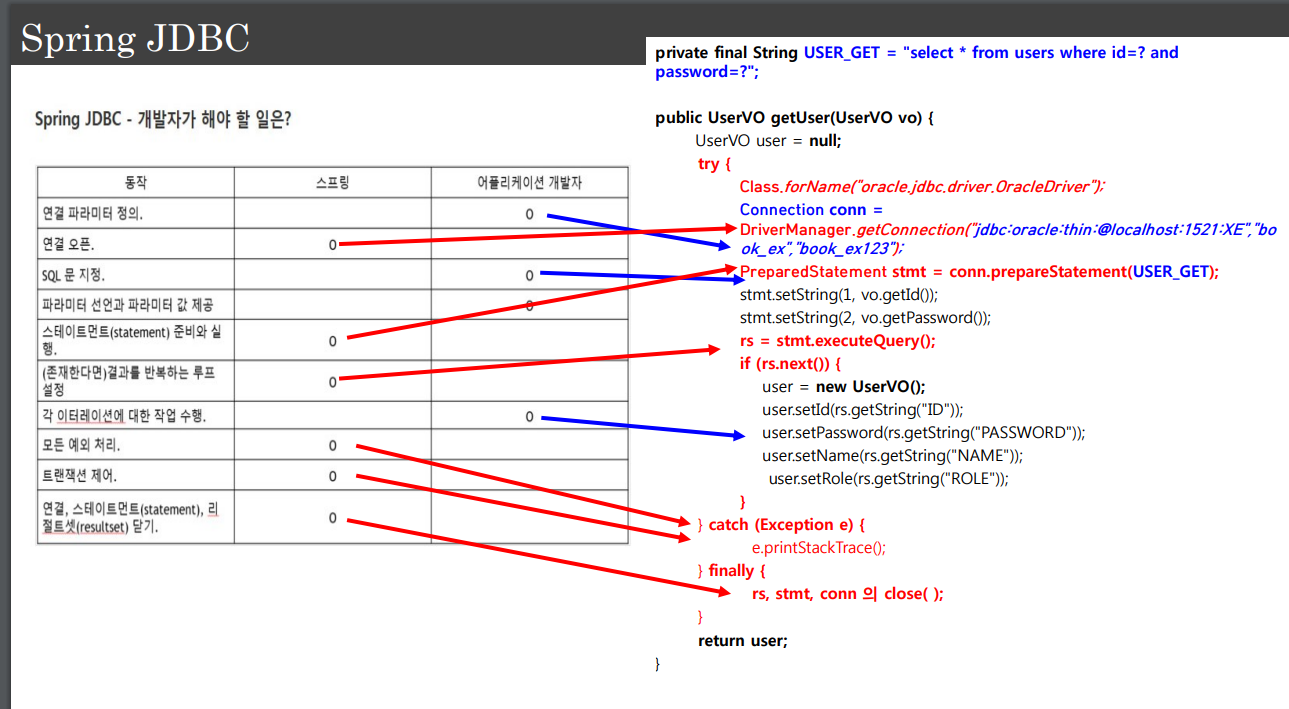 Spring JDBC
Spring JDBC - 개발자가 해야 할 일은?
동작 스프링 어플리케이션 개발자
연결 파라미터 정의. O
연결 오픈. O
SQL 문 지정. O
파라미터 선언과 파라미터 값 제공 O
스테이트먼트(statement) 준비와 실
행. O
(존재한다면)결과를 반복하는 루프
설정 O
각 이터레이션에 대한 작업 수행. O
모든 예외 처리. O
트랜잭션 제어. O
연결, 스테이트먼트(statement), 리
절트셋(resultset) 닫기. O
private final String USER_GET = "select * from users where id=? and
password=?";
public UserVO getUser(UserVO vo) {
UserVO user = null;
try {
Class.forName("oracle.jdbc.driver.OracleDriver");
Connection conn =
DriverManager.getConnection("jdbc:oracle:thin:@localhost:1521:XE","bo
ok_ex","book_ex123");
PreparedStatement stmt = conn.prepareStatement(USER_GET);
stmt.setString(1, vo.getId());
stmt.setString(2, vo.getPassword());
rs = stmt.executeQuery();
if (rs.next()) {
user = new UserVO();
user.setId(rs.getString("ID"));
user.setPassword(rs.getString("PASSWORD"));
user.setName(rs.getString("NAME"));
user.setRole(rs.getString("ROLE"));
}
} catch (Exception e) {
e.printStackTrace();
} finally {
rs, stmt, conn 의 close( );
}
return user;
}